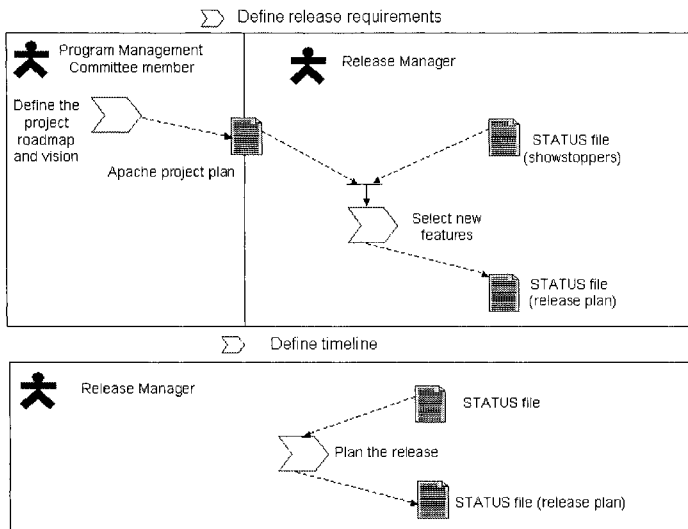 Define release requirements
Program Management
Committee member
Release Manager
Define the
project
roadmap
and vision
Apache project plan
STATUS file
(showstoppers)
Select new
features
STATUS file
(release plan)
Define timeline
Release Manager
STATUS file
Plan the release
STATUS file (release plan)